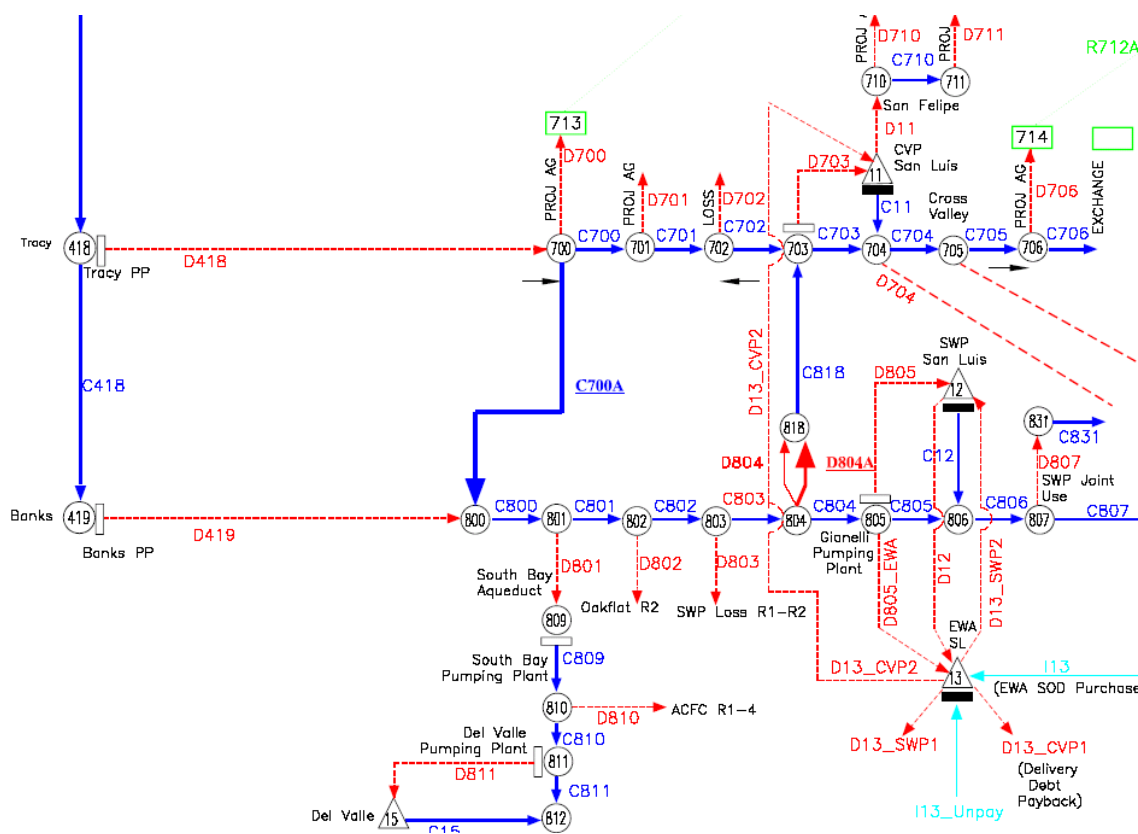 PROJ AG
D710
PROJ AG
D711
R712A
C710
710
711
San Felipe
713
D700
PROJ AG
D11
CVP
San Luis
11
714
D706
PROJ AG
EXCHANGE
PROJ AG
D701
LOSS
D702
D703
C11
Cross
Valley
Tracy
418
Tracy PP
D418
700
C700
701
C701
702
C702
703
C703
704
C704
705
C705
706
C706
D704
C418
C700A
D13_CVP2
C818
818
D804
D804A
D805
SWP
San Luis
12
C12
831
C831
D807
SWP Joint
Use
Banks
419
Banks PP
D419
800
C800
801
C801
802
C802
803
C803
804
C804
805
C805
806
C806
807
C807
Gianelli
Pumping
Plant
D801
D802
D803
South Bay
Aqueduct
Oakflat R2
SWP Loss R1-R2
D805_EWA
D12
D13_SWP2
809
EWA
SL
13
South Bay
Pumping Plant
C809
D13_CVP2
I13
(EWA SOD Purchase
810
D810
ACFC R1-4
Del Valle
Pumping Plant
C810
D13_SWP1
D13_CVP1
(Delivery
Debt
Payback)
811
D811
C811
Del Valle
15
C15
812
I13_Unpay